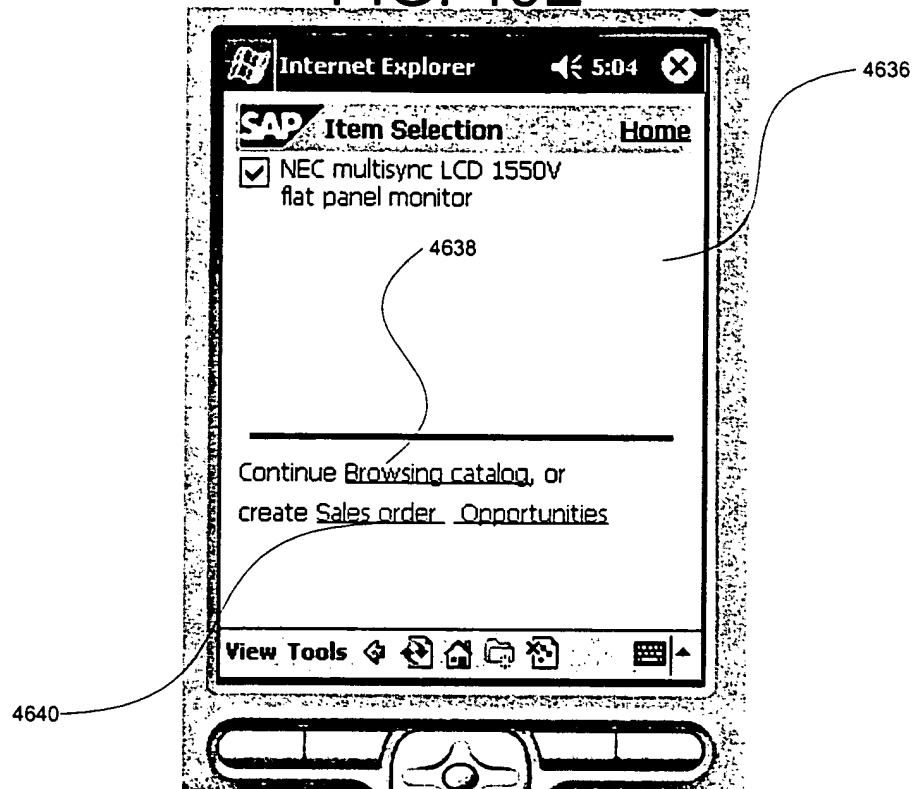 Internet Explorer 5:04
4636
SAP Item Selection Home
NEC multisync LCD 1550V
flat panel monitor
4638
Continue Browsing catalog, or
create Sales order Opportunities
View Tools
4640